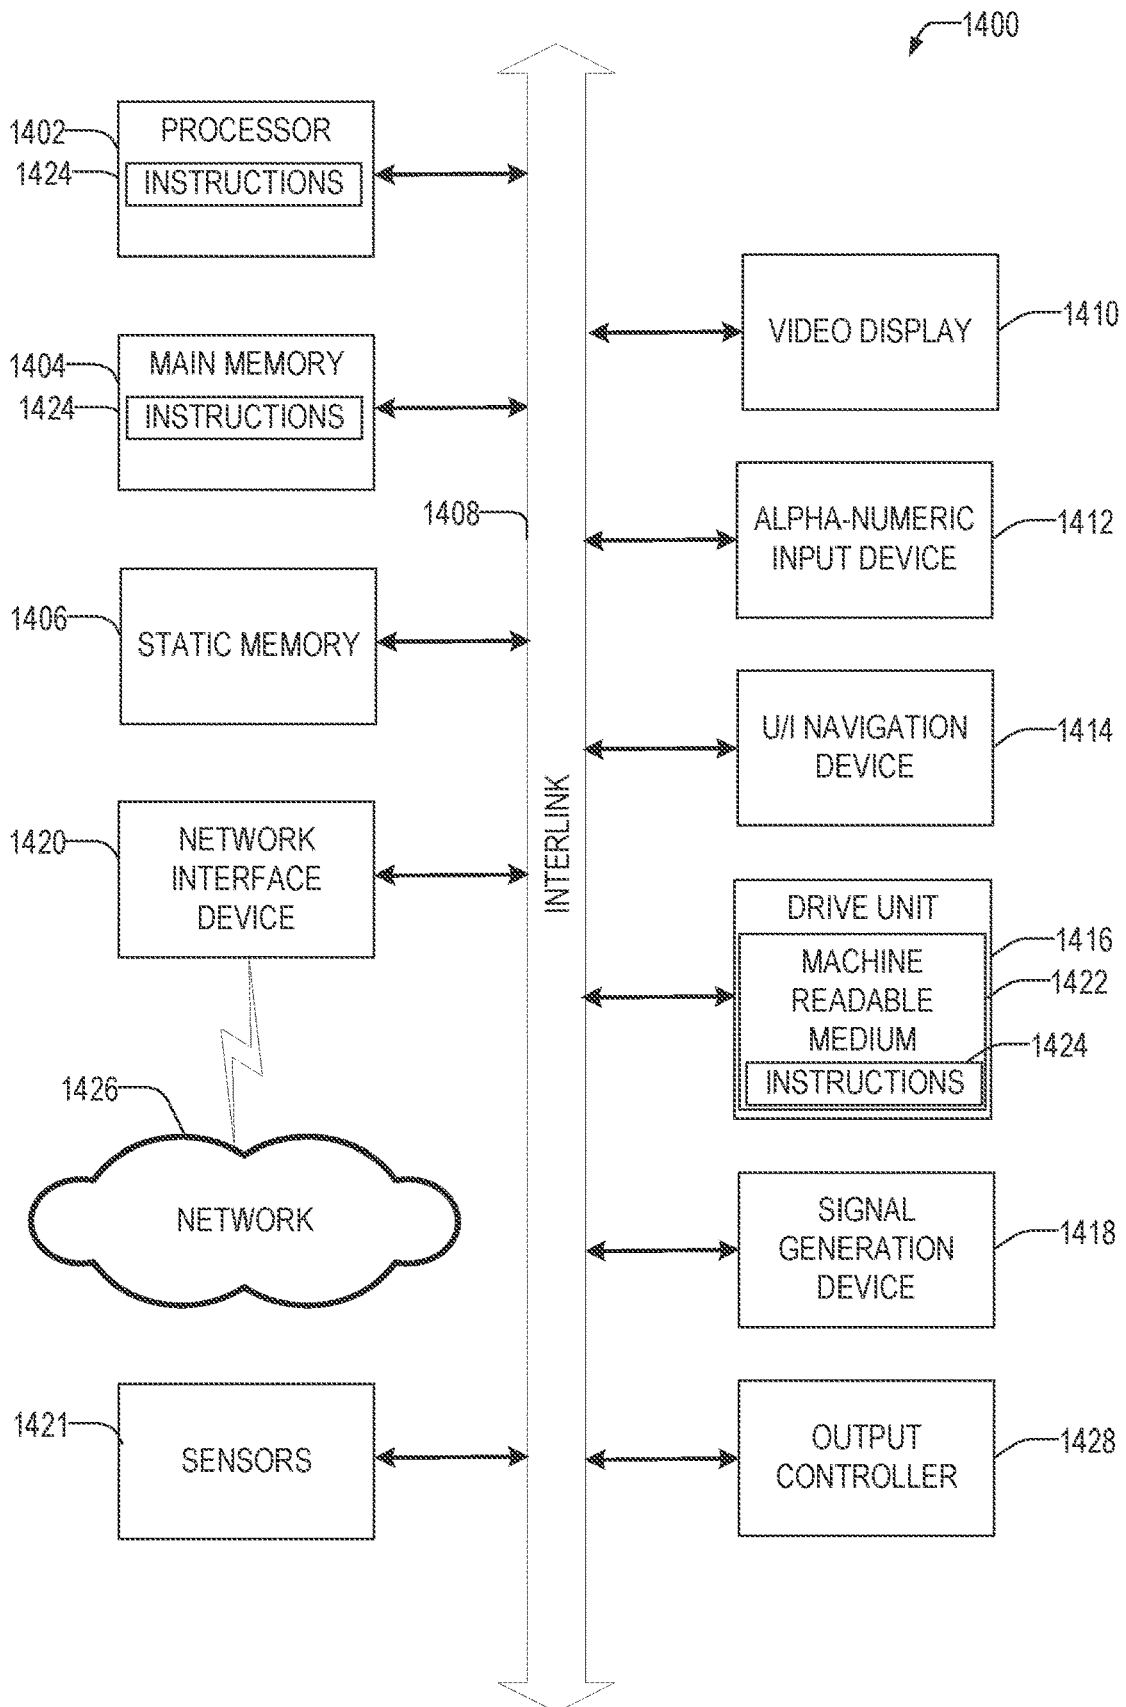 1400
1402
PROCESSOR
1424
INSTRUCTIONS
1404
MAIN MEMORY
1424
INSTRUCTIONS
1408
1406
STATIC MEMORY
1420
NETWORK
INTERFACE
DEVICE
1426
NETWORK
1421
SENSORS
INTERLINK
VIDEO DISPLAY
1410
ALPHA-NUMERIC
INPUT DEVICE
1412
U/I NAVIGATION
DEVICE
1414
DRIVE UNIT
1416
MACHINE
READABLE
MEDIUM
1422
1424
INSTRUCTIONS
SIGNAL
GENERATION
DEVICE
1418
OUTPUT
CONTROLLER
1428